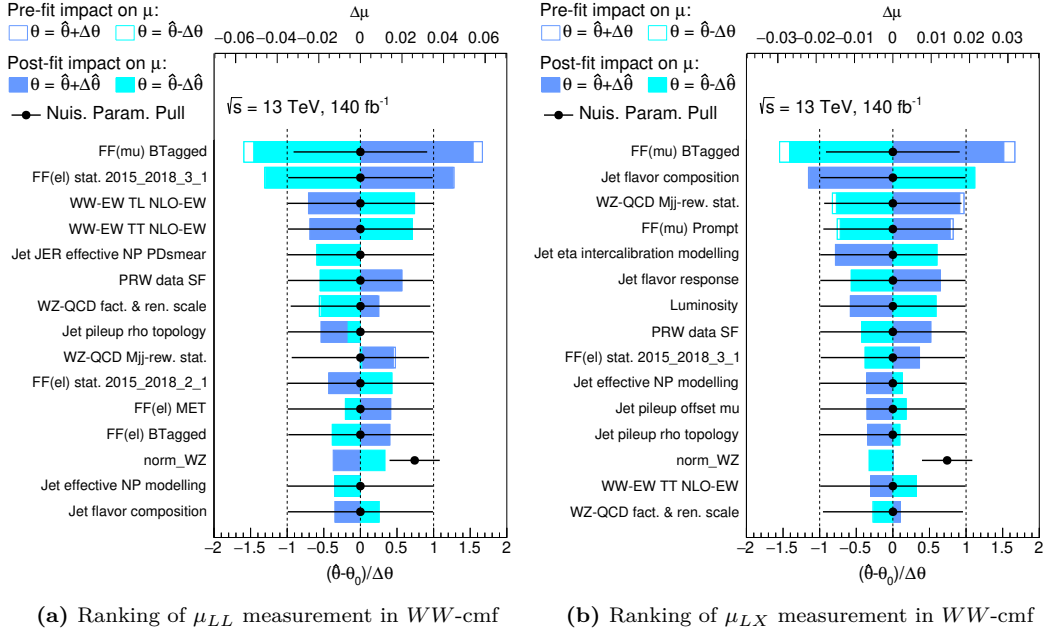 Pre-fit impact on μ:
θ = θ̂+Δθ θ = θ̂-Δθ
Post-fit impact on μ:
θ = θ̂+Δθ̂ θ = θ̂-Δθ̂
Nuis. Param. Pull
Δμ
−0.06 −0.04 −0.02 0 0.02 0.04 0.06
√s = 13 TeV, 140 fb⁻¹
FF(mu) BTagged
FF(el) stat. 2015_2018_3_1
WW-EW TL NLO-EW
WW-EW TT NLO-EW
Jet JER effective NP PDsmear
PRW data SF
WZ-QCD fact. & ren. scale
Jet pileup rho topology
WZ-QCD Mjj-rew. stat.
FF(el) stat. 2015_2018_2_1
FF(el) MET
FF(el) BTagged
norm_WZ
Jet effective NP modelling
Jet flavor composition
−2 −1.5 −1 −0.5 0 0.5 1 1.5 2
(θ̂-θ₀)/Δθ
(a) Ranking of μ_LL measurement in WW-cmf
Pre-fit impact on μ:
θ = θ̂+Δθ θ = θ̂-Δθ
Post-fit impact on μ:
θ = θ̂+Δθ̂ θ = θ̂-Δθ̂
Nuis. Param. Pull
Δμ
−0.03 −0.02 −0.01 0 0.01 0.02 0.03
√s = 13 TeV, 140 fb⁻¹
FF(mu) BTagged
Jet flavor composition
WZ-QCD Mjj-rew. stat.
FF(mu) Prompt
Jet eta intercalibration modelling
Jet flavor response
Luminosity
PRW data SF
FF(el) stat. 2015_2018_3_1
Jet effective NP modelling
Jet pileup offset mu
Jet pileup rho topology
norm_WZ
WW-EW TT NLO-EW
WZ-QCD fact. & ren. scale
−2 −1.5 −1 −0.5 0 0.5 1 1.5 2
(θ̂-θ₀)/Δθ
(b) Ranking of μ_LX measurement in WW-cmf